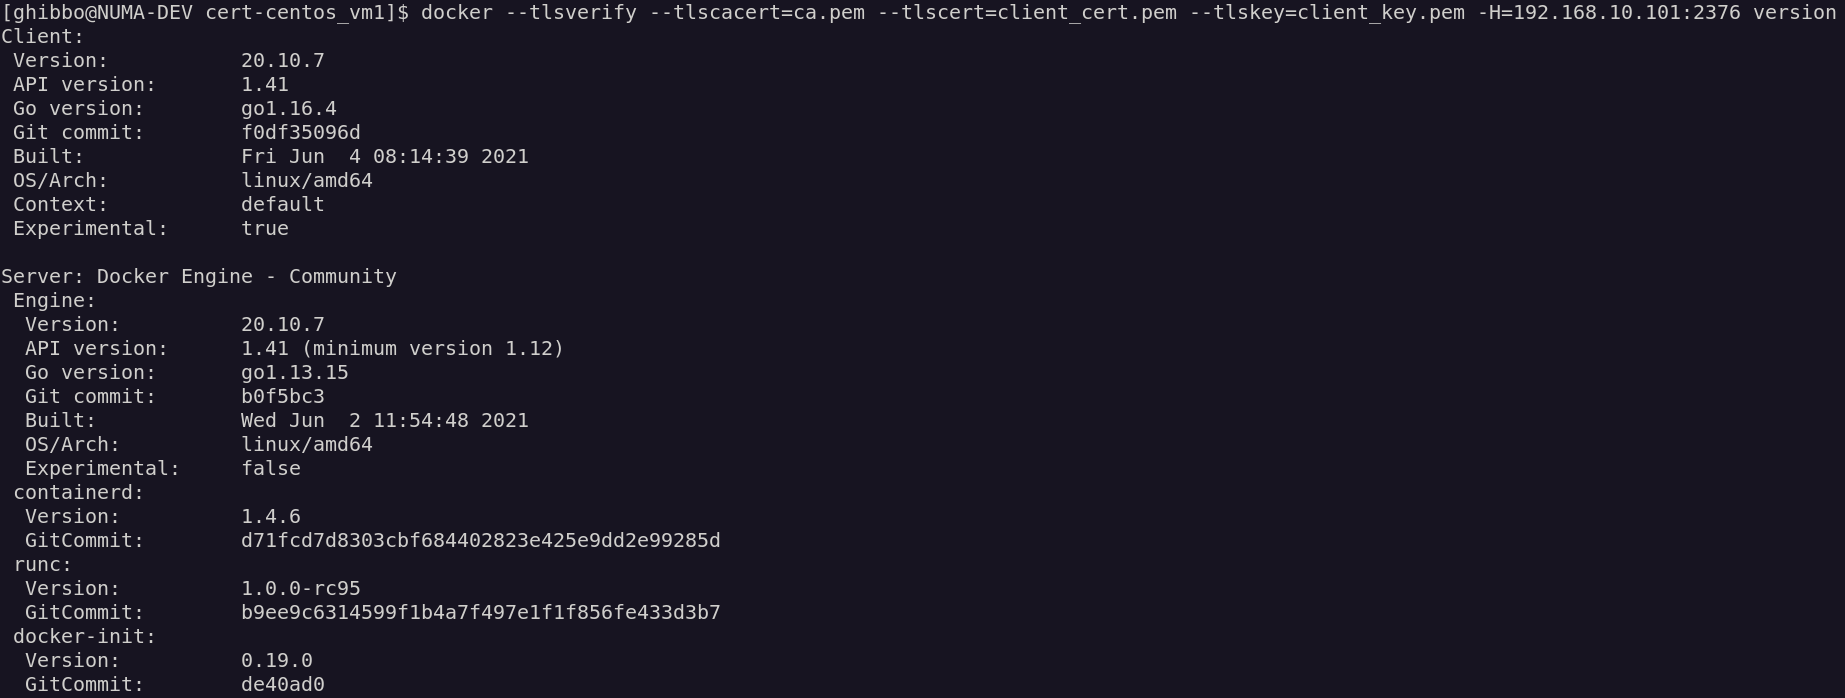 [ghibbo@NUMA-DEV cert-centos_vm1]$ docker --tlsverify --tlscacert=ca.pem --tlscert=client_cert.pem --tlskey=client_key.pem -H=192.168.10.101:2376 version
Client:
 Version:           20.10.7
 API version:       1.41
 Go version:        go1.16.4
 Git commit:        f0df35096d
 Built:             Fri Jun  4 08:14:39 2021
 OS/Arch:           linux/amd64
 Context:           default
 Experimental:      true

Server: Docker Engine - Community
 Engine:
  Version:          20.10.7
  API version:      1.41 (minimum version 1.12)
  Go version:       go1.13.15
  Git commit:       b0f5bc3
  Built:            Wed Jun  2 11:54:48 2021
  OS/Arch:          linux/amd64
  Experimental:     false
 containerd:
  Version:          1.4.6
  GitCommit:        d71fcd7d8303cbf684402823e425e9dd2e99285d
 runc:
  Version:          1.0.0-rc95
  GitCommit:        b9ee9c6314599f1b4a7f497e1f1f856fe433d3b7
 docker-init:
  Version:          0.19.0
  GitCommit:        de40ad0